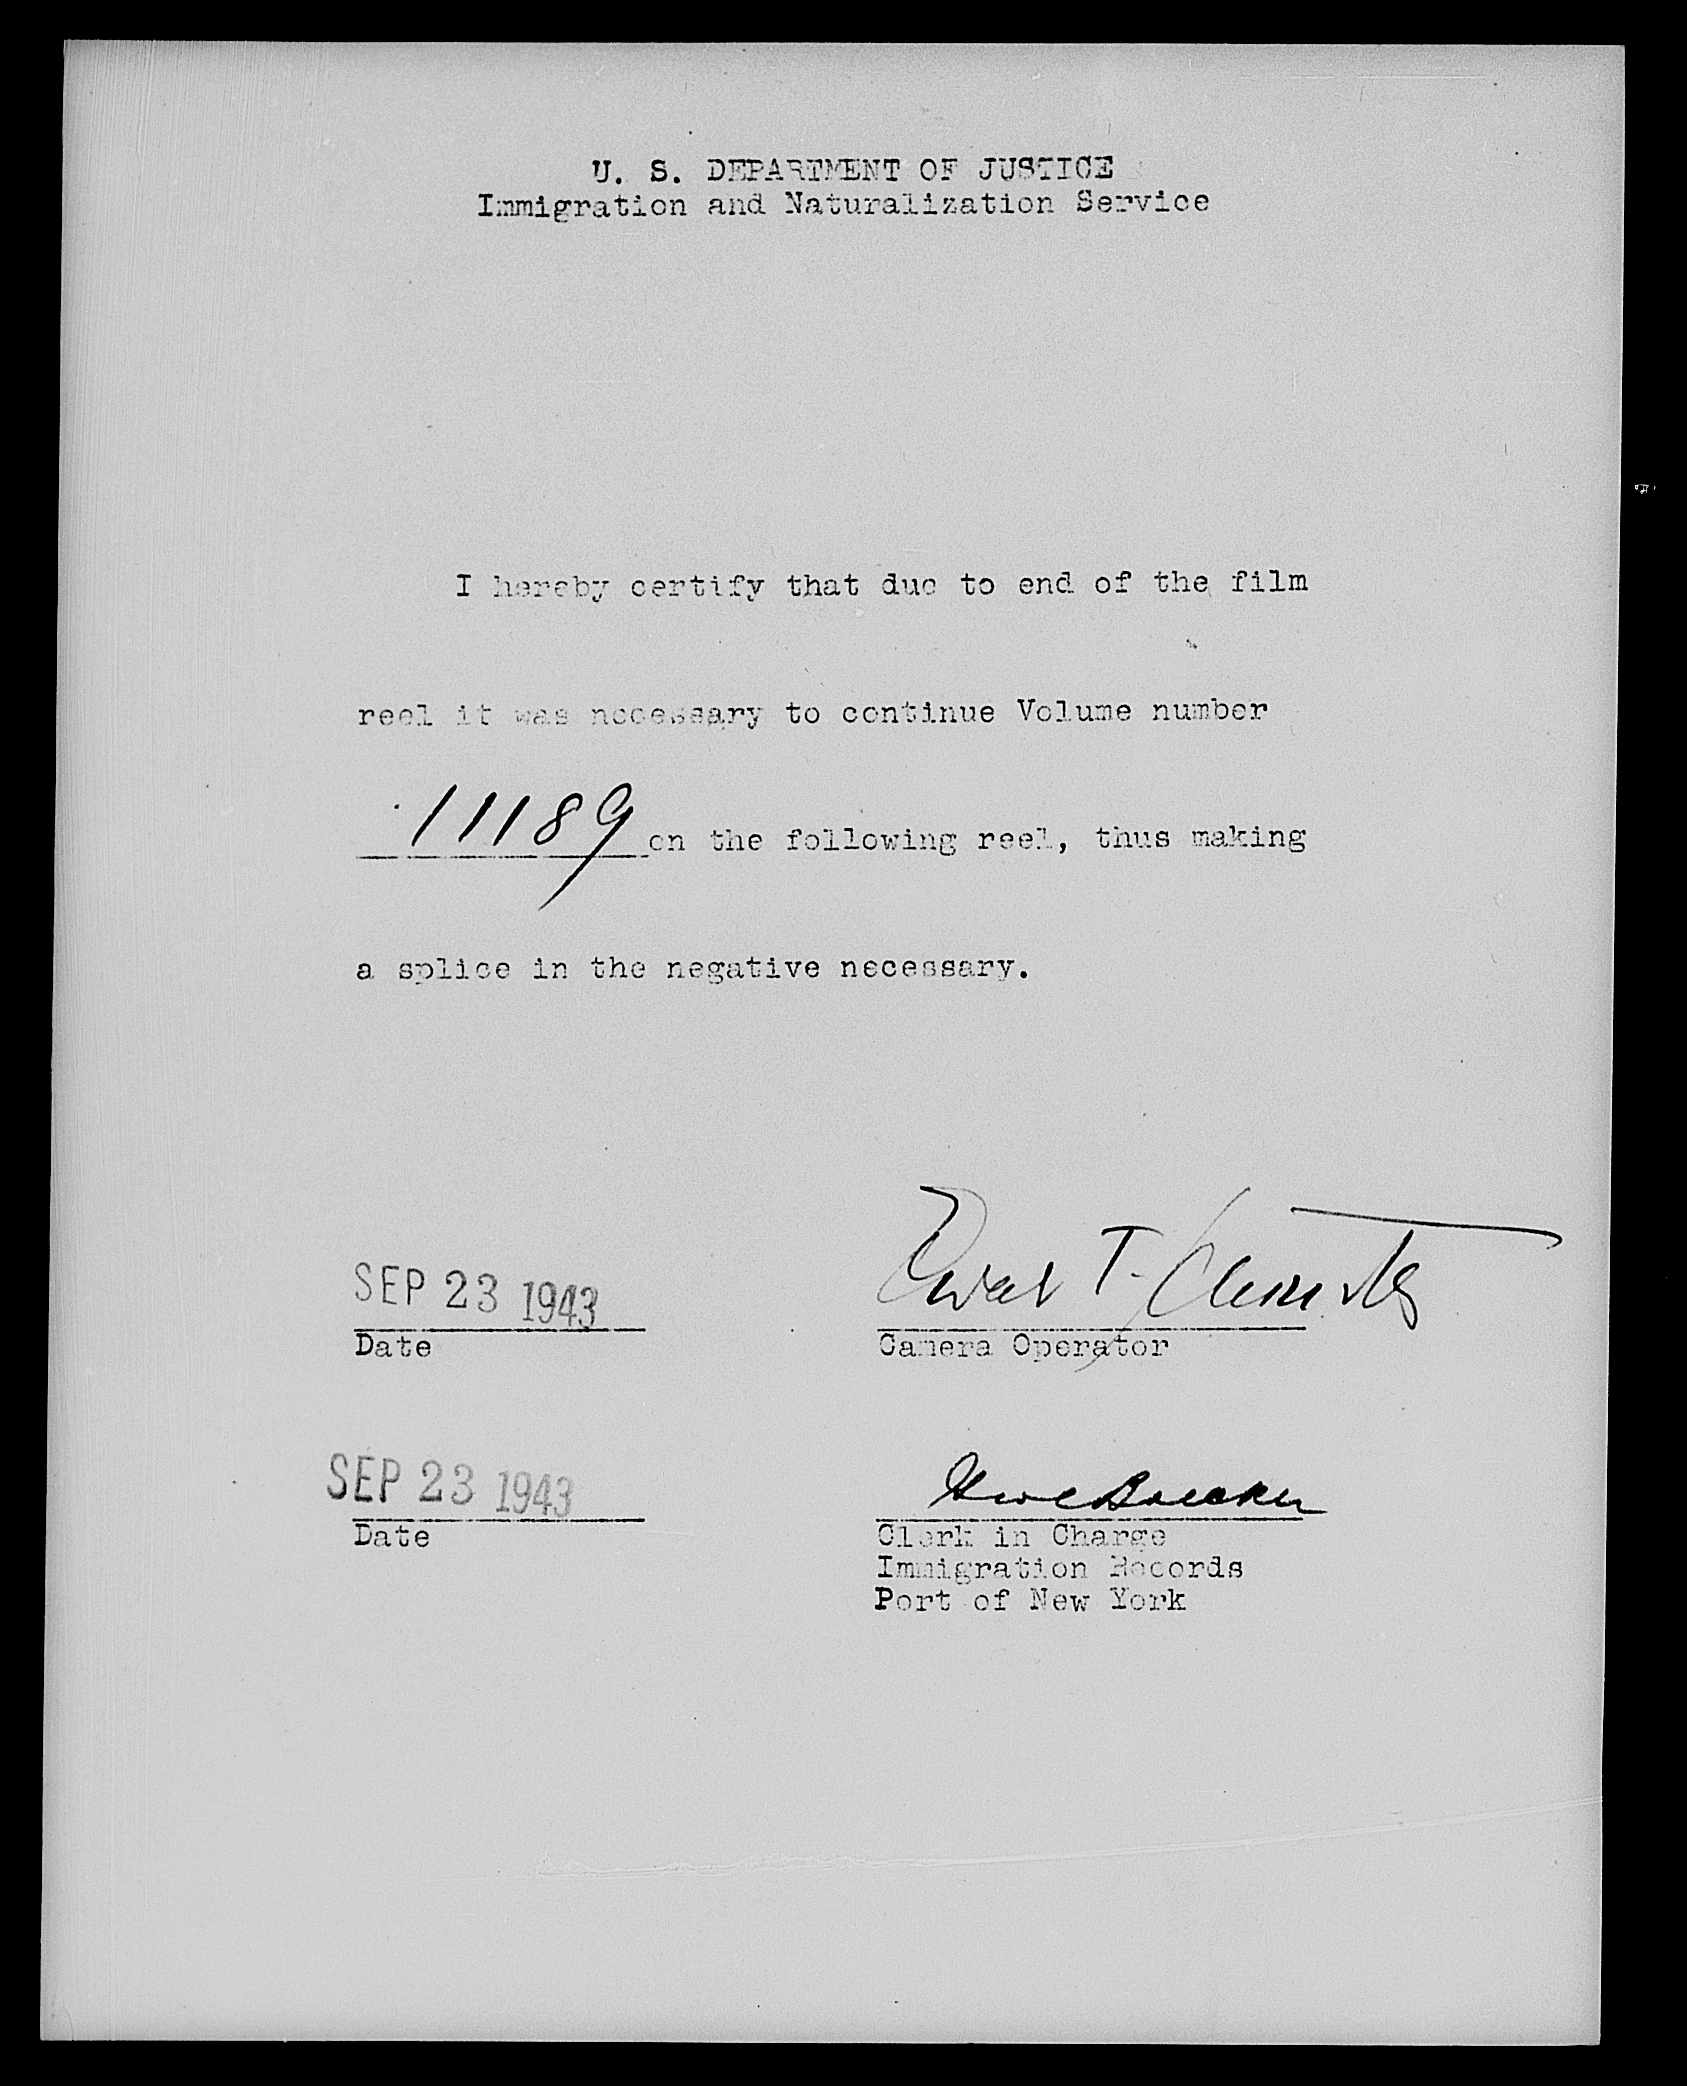 U. S. DEPARTMENT OF JUSTICE
Immigration and Naturalization Service
I hereby certify that due to end of the film
reel it was necessary to continue Volume number
11189 on the following reel, thus making
a splice in the negative necessary.
SEP 23 1943
Date
T.
Camera Operator
SEP 23 1943
Date
Clerk in Charge
Immigration Records
Port of New York